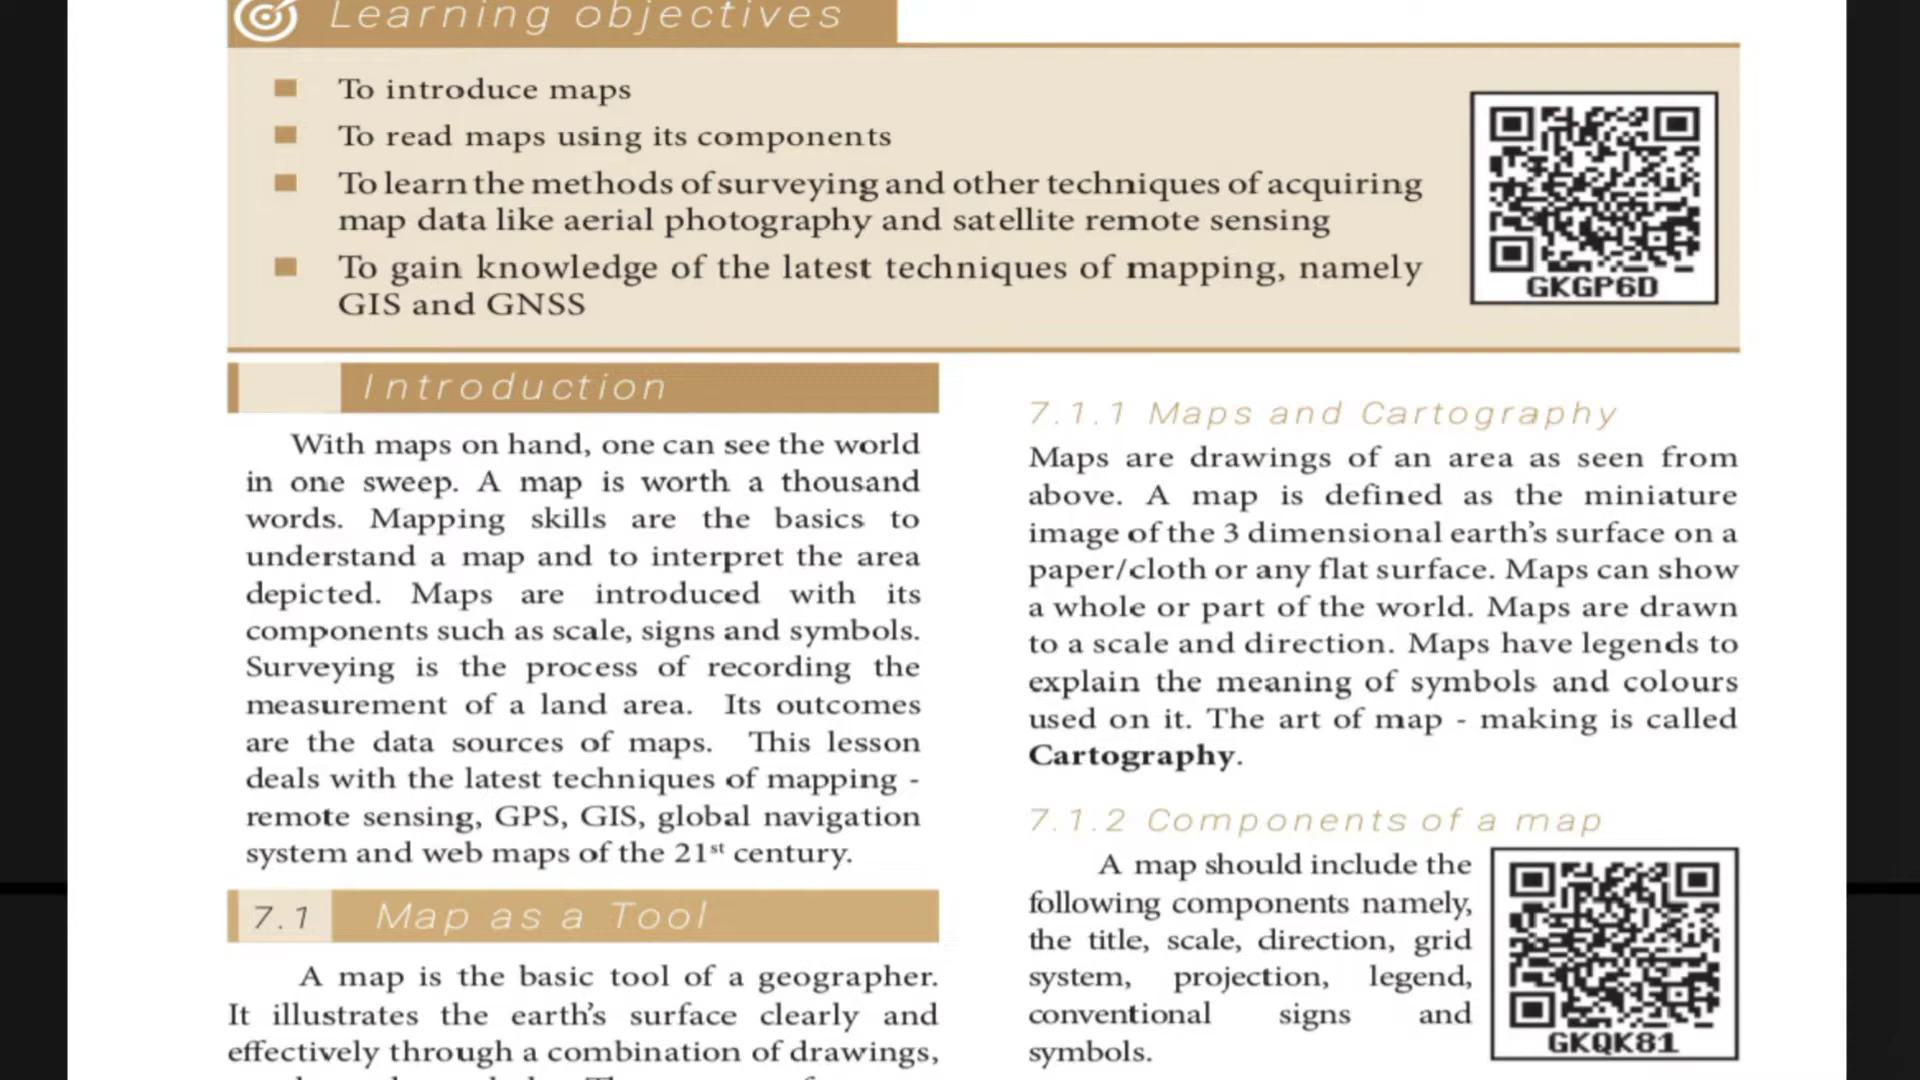 Learning objectives
To introduce maps
To read maps using its components
To learn the methods of surveying and other techniques of acquiring
map data like aerial photography and satellite remote sensing
To gain knowledge of the latest techniques of mapping, namely
GIS and GNSS
GKGP6D
Introduction
With maps on hand, one can see the world
in one sweep. A map is worth a thousand
words. Mapping skills are the basics to
understand a map and to interpret the area
depicted. Maps are introduced with its
components such as scale, signs and symbols.
Surveying is the process of recording the
measurement of a land area. Its outcomes
are the data sources of maps. This lesson
deals with the latest techniques of mapping -
remote sensing, GPS, GIS, global navigation
system and web maps of the 21st century.
7.1 Map as a Tool
A map is the basic tool of a geographer.
It illustrates the earth's surface clearly and
effectively through a combination of drawings,
7.1.1 Maps and Cartography
Maps are drawings of an area as seen from
above. A map is defined as the miniature
image of the 3 dimensional earth's surface on a
paper/cloth or any flat surface. Maps can show
a whole or part of the world. Maps are drawn
to a scale and direction. Maps have legends to
explain the meaning of symbols and colours
used on it. The art of map - making is called
Cartography.
7.1.2 Components of a map
A map should include the
following components namely,
the title, scale, direction, grid
system, projection, legend,
conventional signs and
symbols.
GKQK81